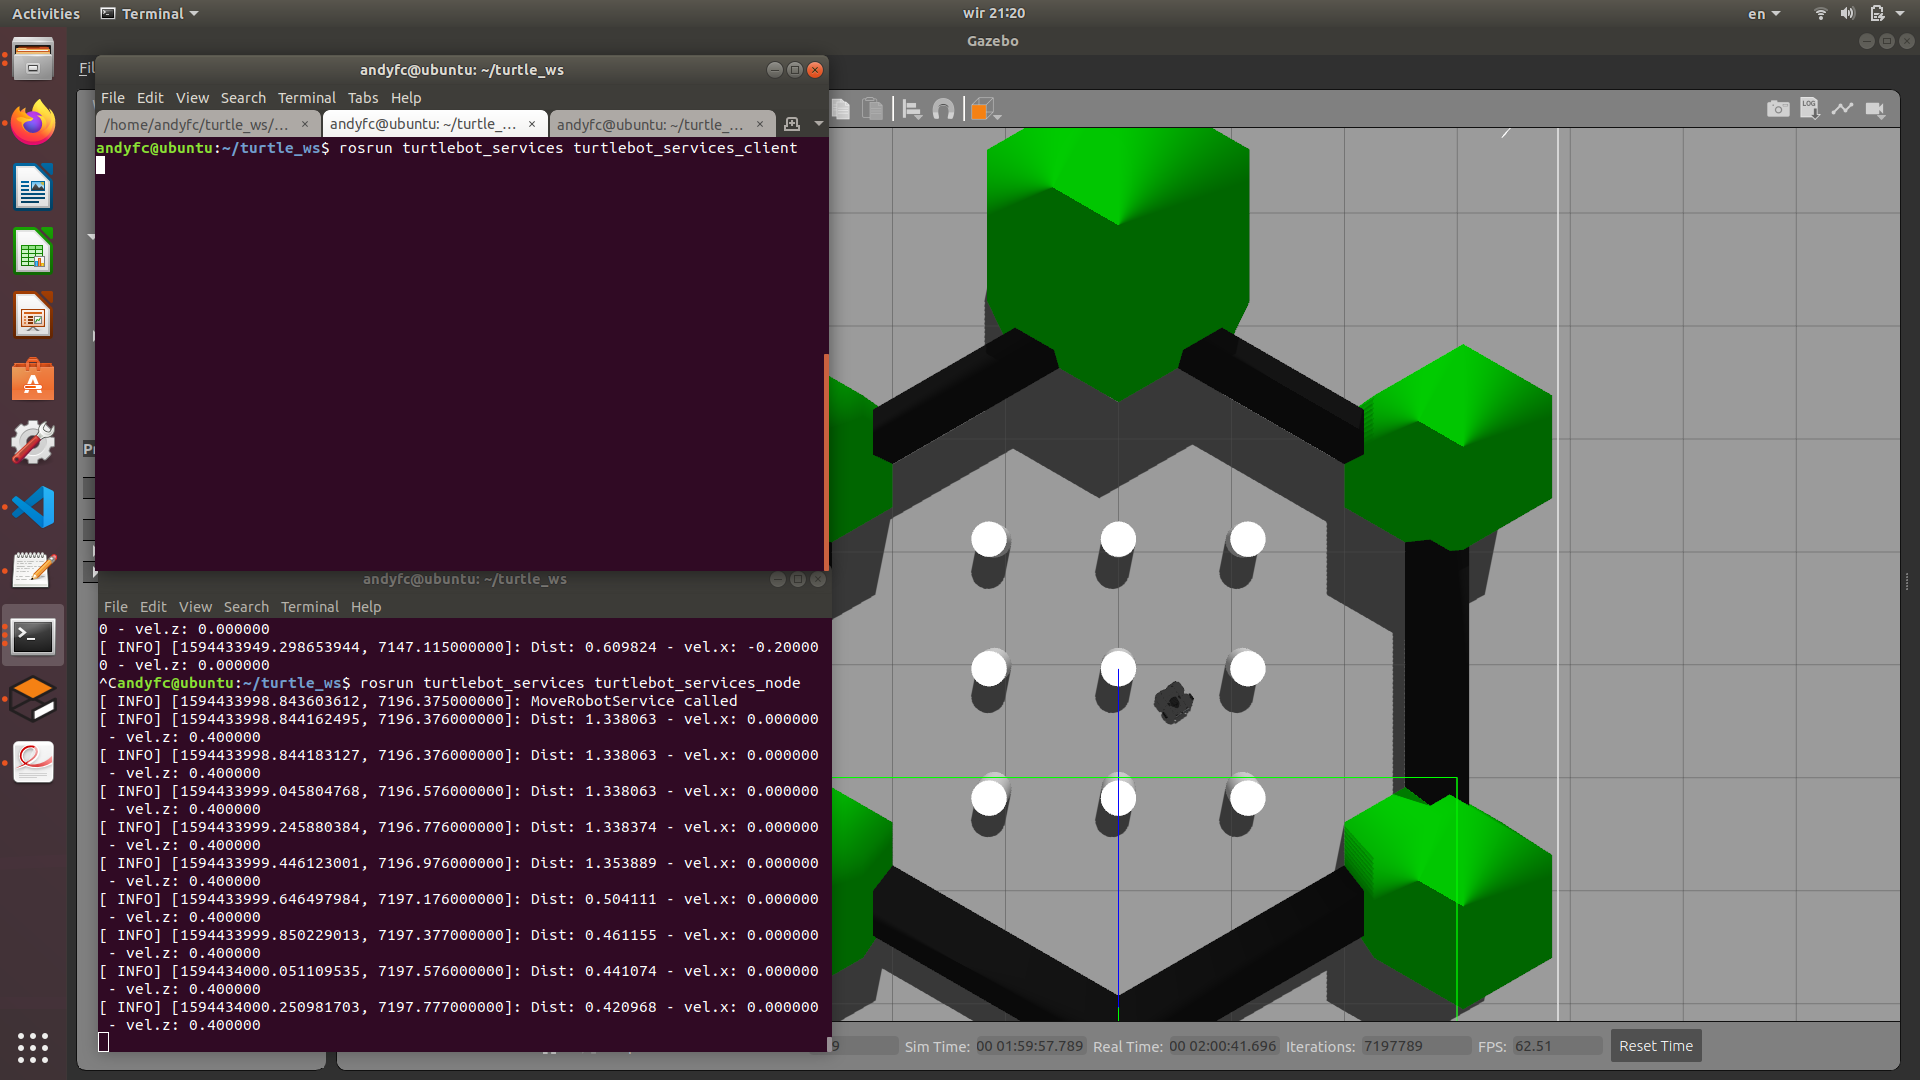 Activities
Terminal
wir 21:20
en
Gazebo
Fil
andyfc@ubuntu: ~/turtle_ws
File Edit View Search Terminal Tabs Help
/home/andyfc/turtle_ws/...
andyfc@ubuntu: ~/turtle_...
andyfc@ubuntu: ~/turtle_...
LOG
andyfc@ubuntu:~/turtle_ws$ rosrun turtlebot_services turtlebot_services_client
Pr
andyfc@ubuntu: ~/turtle_ws
File Edit View Search Terminal Help
0 - vel.z: 0.000000
[ INFO] [1594433949.298653944, 7147.115000000]: Dist: 0.609824 - vel.x: -0.20000
0 - vel.z: 0.000000
^Candyfc@ubuntu:~/turtle_ws$ rosrun turtlebot_services turtlebot_services_node
[ INFO] [1594433998.843603612, 7196.375000000]: MoveRobotService called
[ INFO] [1594433998.844162495, 7196.376000000]: Dist: 1.338063 - vel.x: 0.000000
 - vel.z: 0.400000
[ INFO] [1594433998.844183127, 7196.376000000]: Dist: 1.338063 - vel.x: 0.000000
 - vel.z: 0.400000
[ INFO] [1594433999.045804768, 7196.576000000]: Dist: 1.338063 - vel.x: 0.000000
 - vel.z: 0.400000
[ INFO] [1594433999.245880384, 7196.776000000]: Dist: 1.338374 - vel.x: 0.000000
 - vel.z: 0.400000
[ INFO] [1594433999.446123001, 7196.976000000]: Dist: 1.353889 - vel.x: 0.000000
 - vel.z: 0.400000
[ INFO] [1594433999.646497984, 7197.176000000]: Dist: 0.504111 - vel.x: 0.000000
 - vel.z: 0.400000
[ INFO] [1594433999.850229013, 7197.377000000]: Dist: 0.461155 - vel.x: 0.000000
 - vel.z: 0.400000
[ INFO] [1594434000.051109535, 7197.576000000]: Dist: 0.441074 - vel.x: 0.000000
 - vel.z: 0.400000
[ INFO] [1594434000.250981703, 7197.777000000]: Dist: 0.420968 - vel.x: 0.000000
 - vel.z: 0.400000
9 Sim Time: 00 01:59:57.789 Real Time: 00 02:00:41.696 Iterations: 7197789 FPS: 62.51 Reset Time